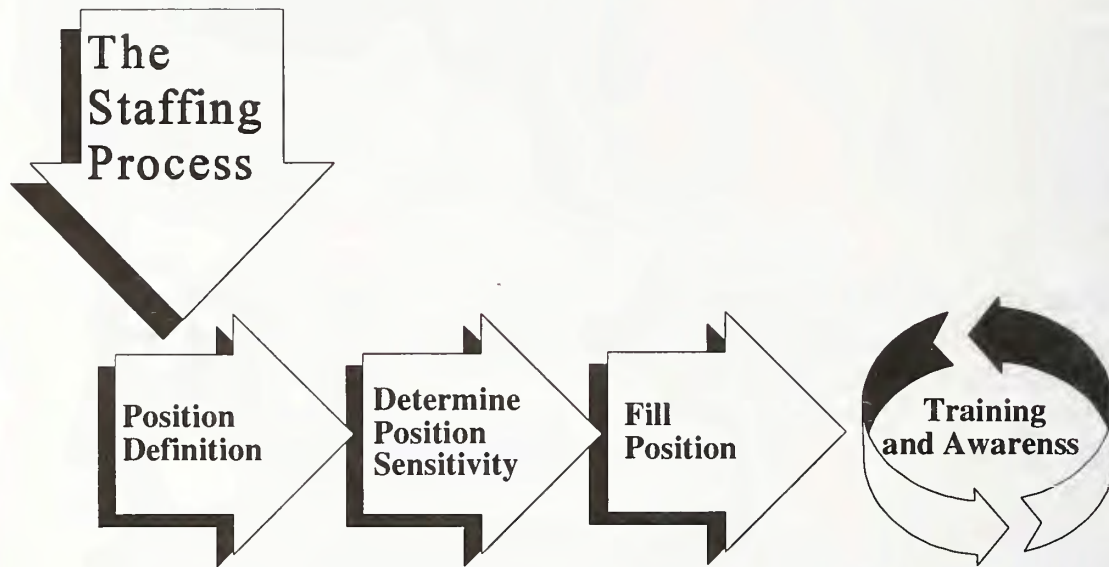 The
Staffing
Process
Position
Definition
Determine
Position
Sensitivity
Fill
Position
Training
and Awarenss